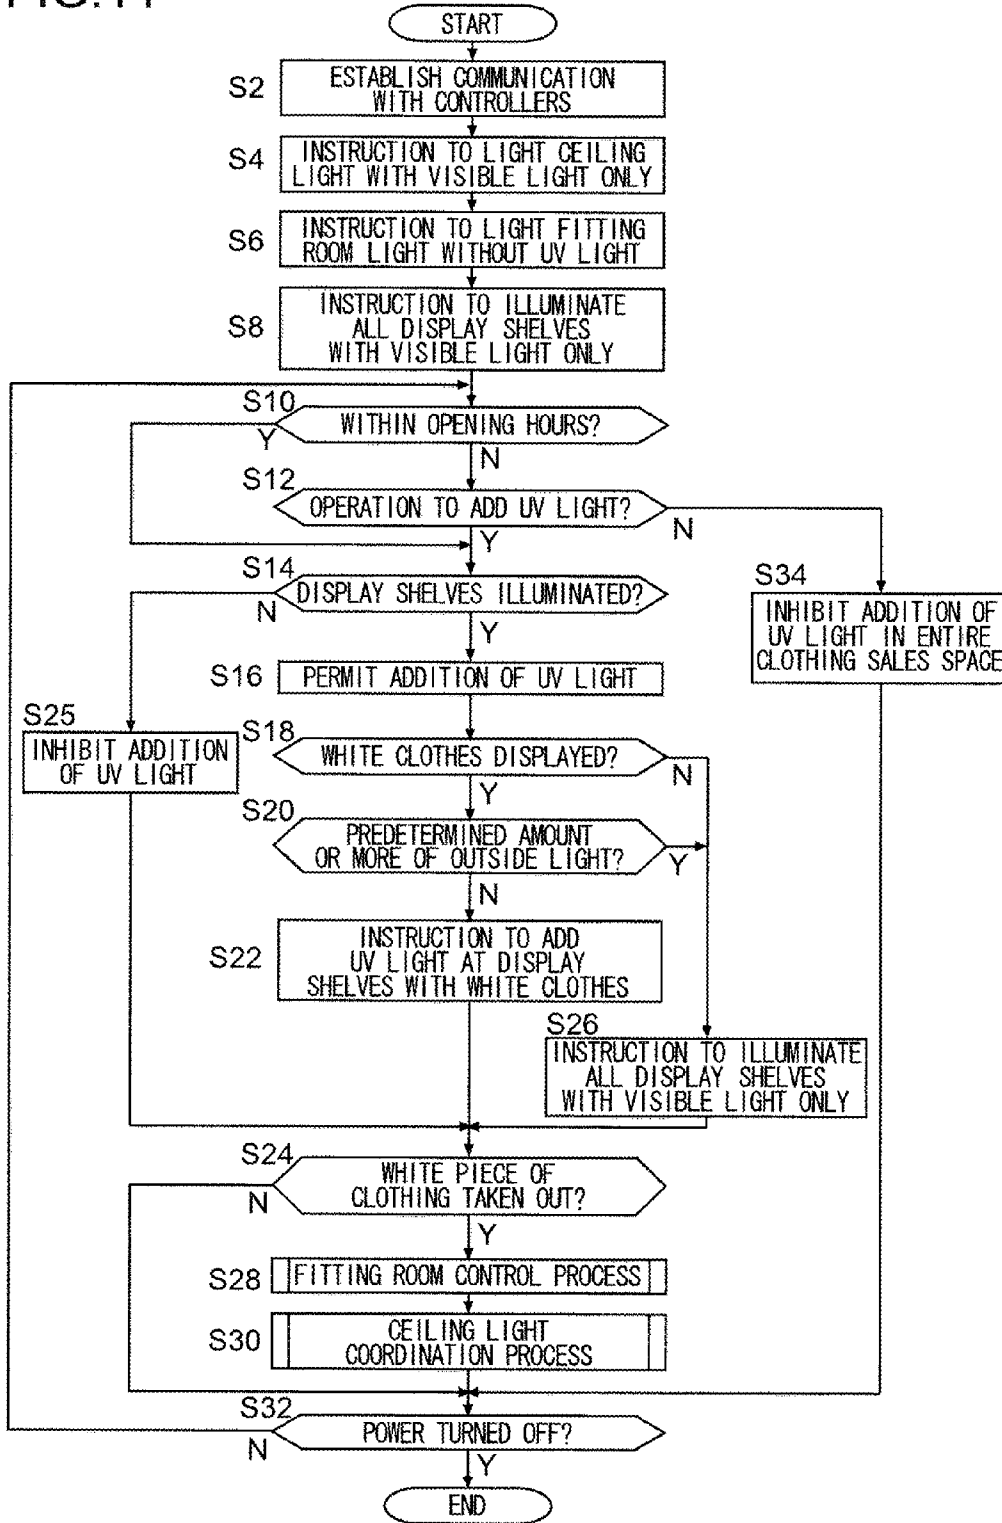 FIG. 11
START
S2
ESTABLISH COMMUNICATION
WITH CONTROLLERS
S4
INSTRUCTION TO LIGHT CEILING
LIGHT WITH VISIBLE LIGHT ONLY
S6
INSTRUCTION TO LIGHT FITTING
ROOM LIGHT WITHOUT UV LIGHT
S8
INSTRUCTION TO ILLUMINATE
ALL DISPLAY SHELVES
WITH VISIBLE LIGHT ONLY
S10
WITHIN OPENING HOURS?
Y
N
S12
OPERATION TO ADD UV LIGHT?
N
Y
S14
DISPLAY SHELVES ILLUMINATED?
N
Y
S34
INHIBIT ADDITION OF
UV LIGHT IN ENTIRE
CLOTHING SALES SPACE
S16
PERMIT ADDITION OF UV LIGHT
S25
INHIBIT ADDITION
OF UV LIGHT
S18
WHITE CLOTHES DISPLAYED?
N
Y
S20
PREDETERMINED AMOUNT
OR MORE OF OUTSIDE LIGHT?
Y
N
S22
INSTRUCTION TO ADD
UV LIGHT AT DISPLAY
SHELVES WITH WHITE CLOTHES
S26
INSTRUCTION TO ILLUMINATE
ALL DISPLAY SHELVES
WITH VISIBLE LIGHT ONLY
S24
WHITE PIECE OF
CLOTHING TAKEN OUT?
N
Y
S28
FITTING ROOM CONTROL PROCESS
S30
CEILING LIGHT
COORDINATION PROCESS
S32
POWER TURNED OFF?
N
Y
END